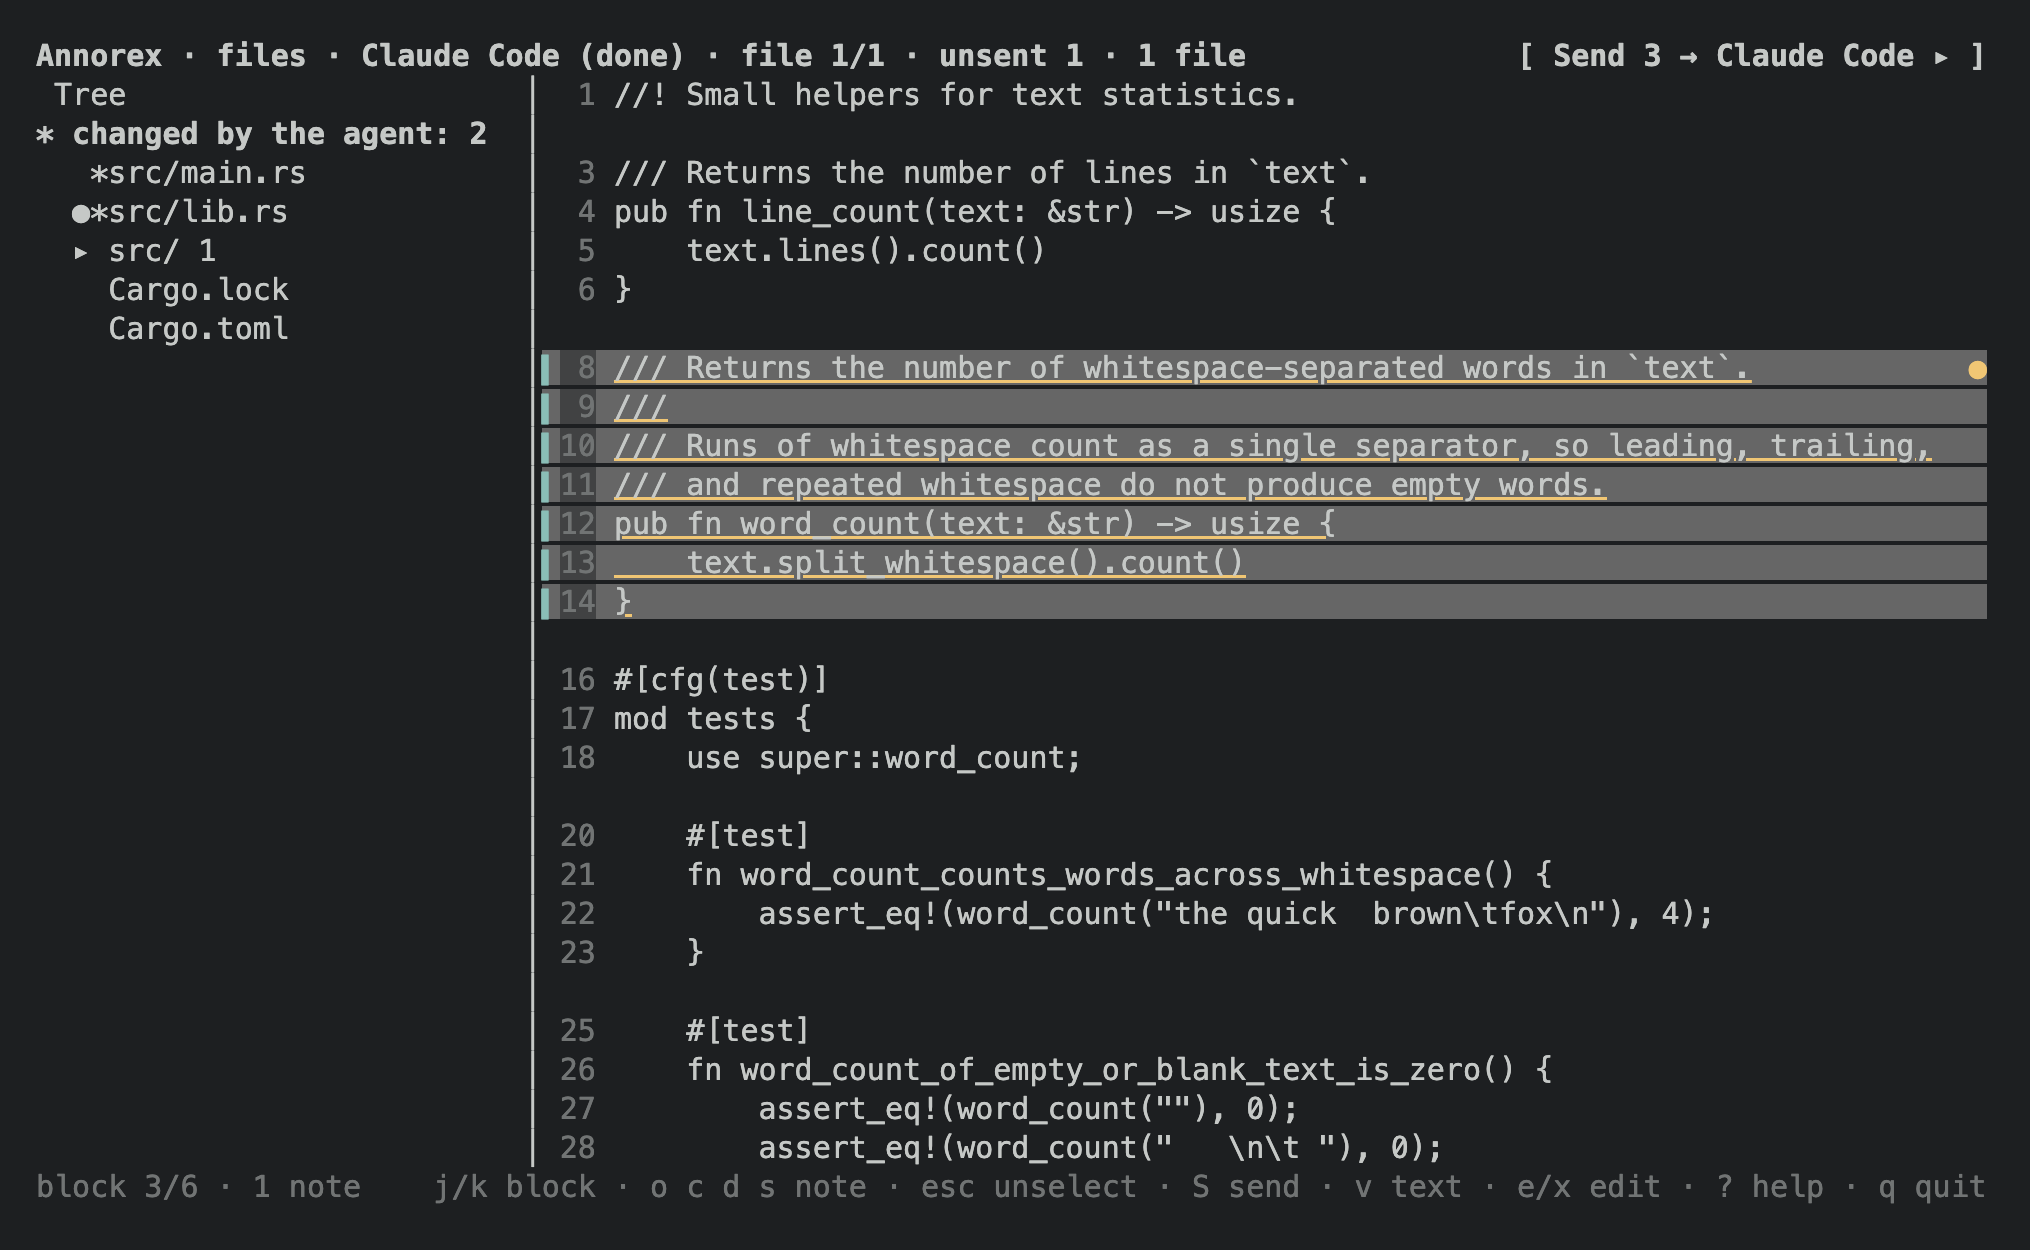 Annorex · files · Claude Code (done) · file 1/1 · unsent 1 · 1 file [ Send 3 → Claude Code ▸ ]
Tree
* changed by the agent: 2
*src/main.rs
●*src/lib.rs
▸ src/ 1
Cargo.lock
Cargo.toml
1 //! Small helpers for text statistics.
3 /// Returns the number of lines in `text`.
4 pub fn line_count(text: &str) -> usize {
5     text.lines().count()
6 }
8 /// Returns the number of whitespace-separated words in `text`. ●
9 ///
10 /// Runs of whitespace count as a single separator, so leading, trailing,
11 /// and repeated whitespace do not produce empty words.
12 pub fn word_count(text: &str) -> usize {
13     text.split_whitespace().count()
14 }
16 #[cfg(test)]
17 mod tests {
18     use super::word_count;
20     #[test]
21     fn word_count_counts_words_across_whitespace() {
22         assert_eq!(word_count("the quick  brown\tfox\n"), 4);
23     }
25     #[test]
26     fn word_count_of_empty_or_blank_text_is_zero() {
27         assert_eq!(word_count(""), 0);
28         assert_eq!(word_count("   \n\t "), 0);
block 3/6 · 1 note    j/k block · o c d s note · esc unselect · S send · v text · e/x edit · ? help · q quit